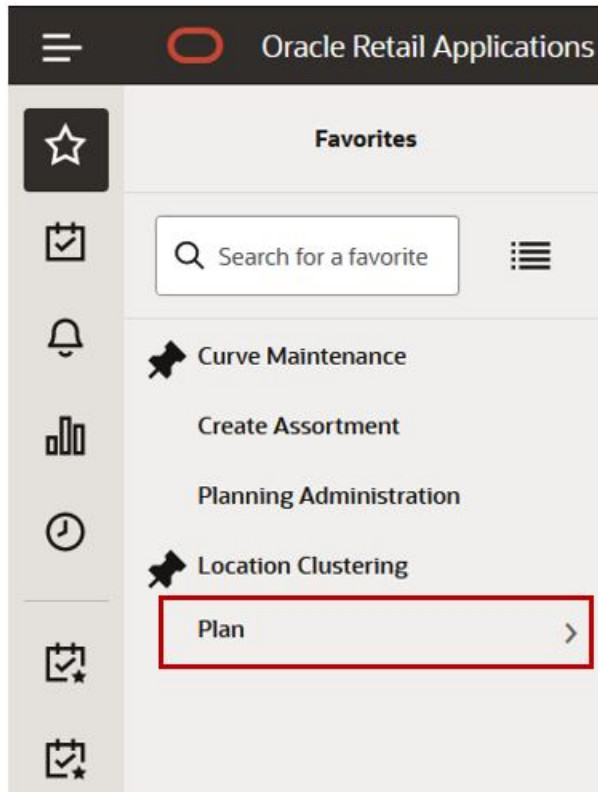 Oracle Retail Applications
Favorites
Search for a favorite
Curve Maintenance
Create Assortment
Planning Administration
Location Clustering
Plan